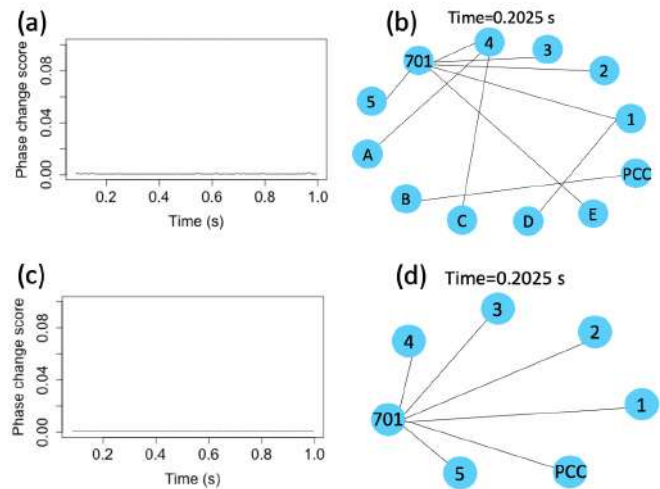 (a)
Phase change score
0.08
0.04
0.00
0.2 0.4 0.6 0.8 1.0
Time (s)
(b)
Time=0.2025 s
701
4
3
2
1
PCC
E
D
C
B
A
5
(c)
Phase change score
0.08
0.04
0.00
0.2 0.4 0.6 0.8 1.0
Time (s)
(d)
Time=0.2025 s
3
2
4
1
701
5
PCC